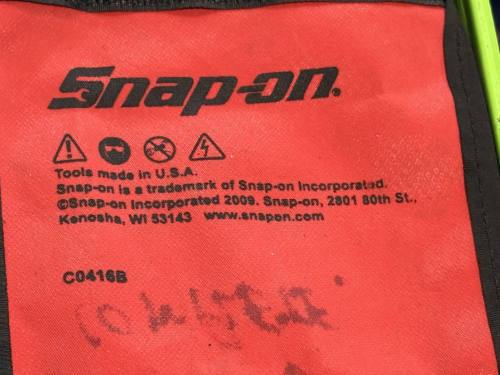 Snap-on®
Tools made in U.S.A.
Snap-on is a trademark of Snap-on Incorporated.
©Snap-on Incorporated 2009. Snap-on, 2801 80th St.,
Kenosha, WI 53143 www.snapon.com
C0416B